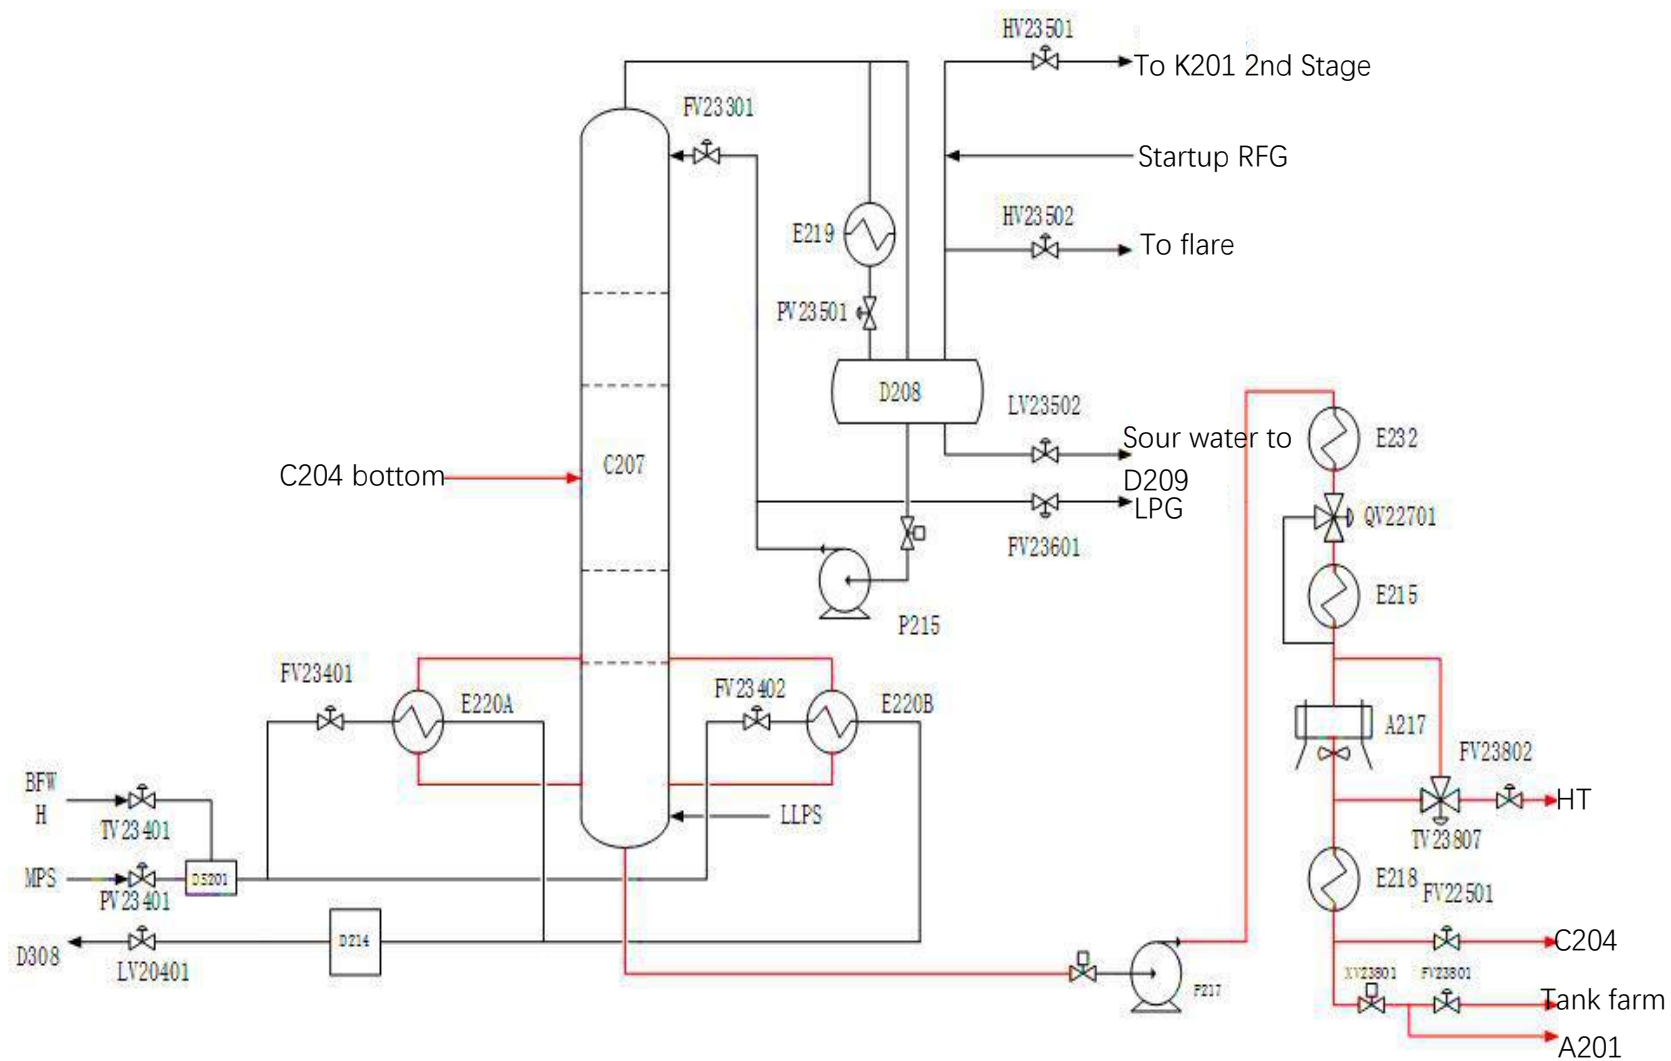 HV23501
To K201 2nd Stage
FV23301
Startup RFG
HV23502
E219
To flare
PV23501
D208
LV23502
Sour water to
D209
E232
C204 bottom
C207
LPG
QV22701
FV23601
E215
P215
FV23401
FV23402
E220A
E220B
A217
FV23802
BFW
H
TV23401
LLPS
HT
TV23807
MPS
PV23401
DS201
E218
FV22501
D308
LV20401
D214
C204
XV23801
FV23801
P217
Tank farm
A201